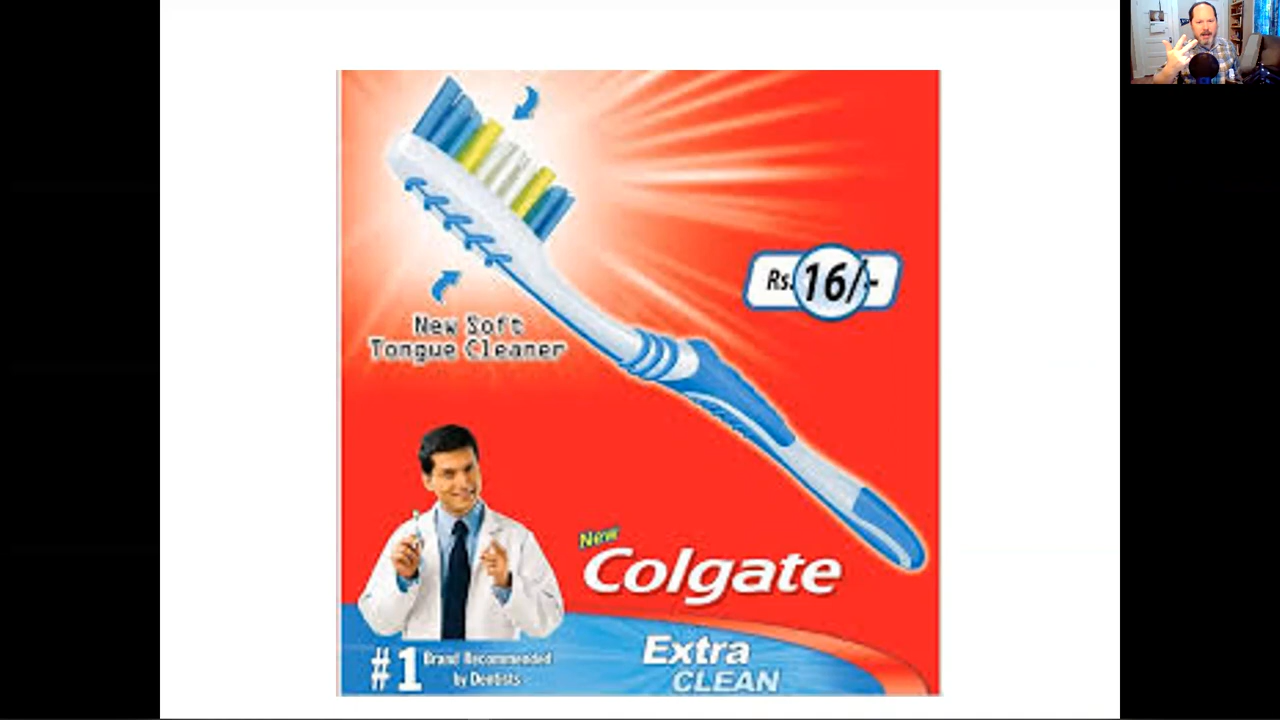 Rs. 16/-
New Soft
Tongue Cleaner
New
Colgate
Extra
CLEAN
#1 Brand Recommended
by Dentists